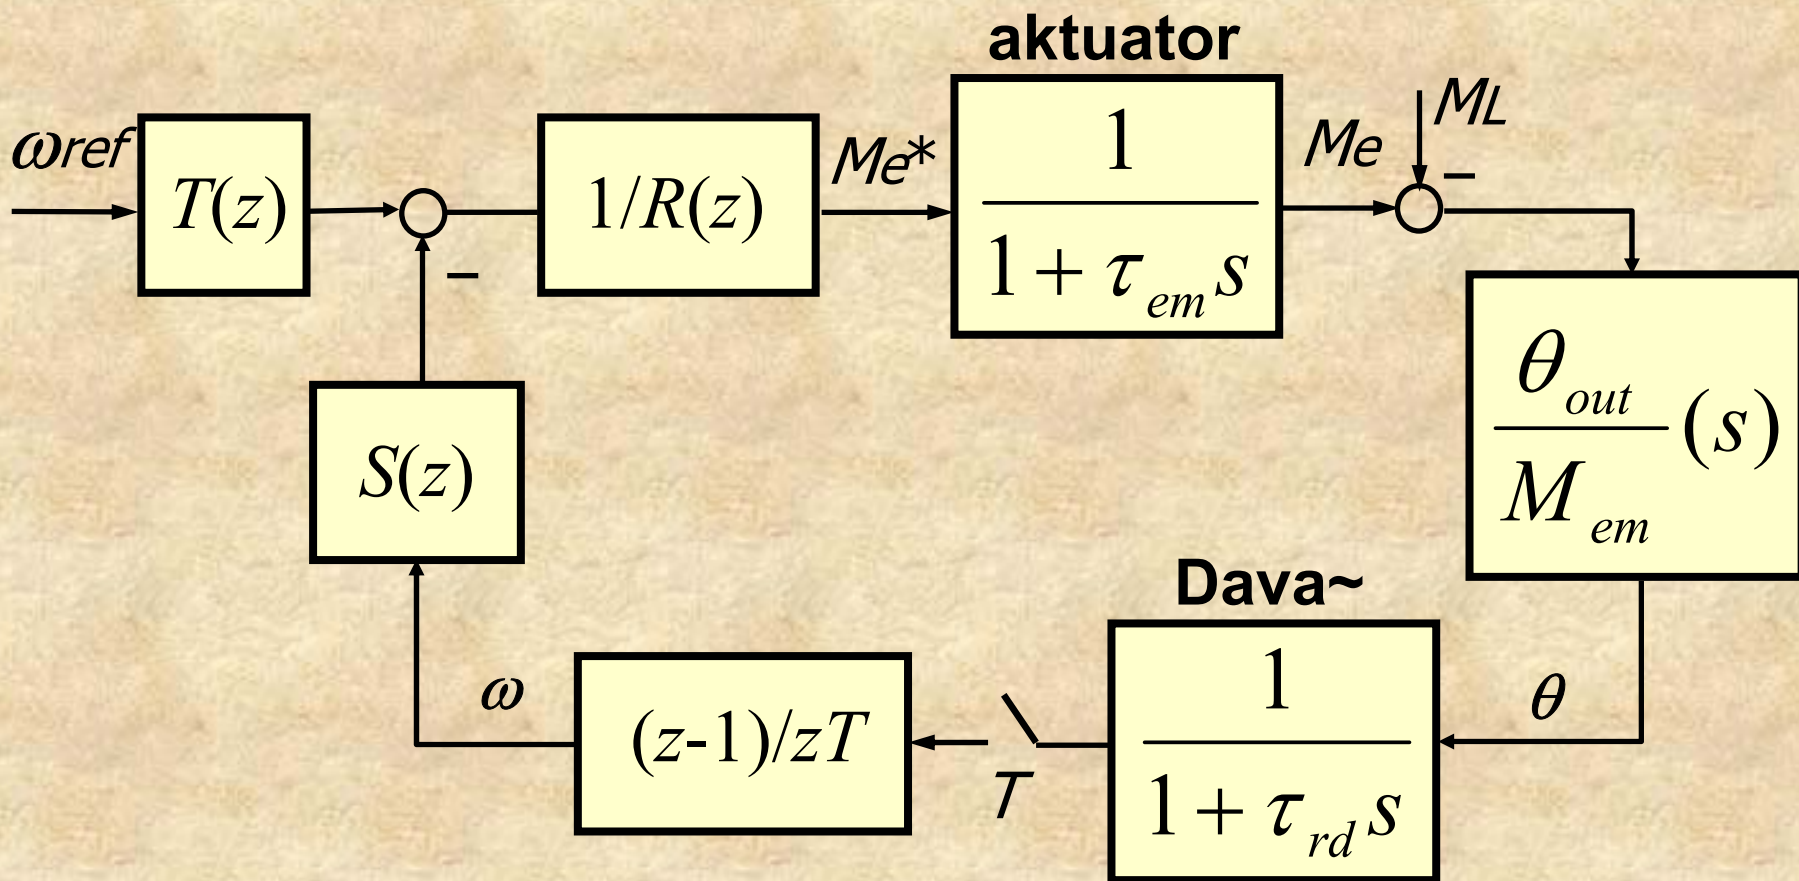 aktuator
ωref
T(z)
–
1/R(z)
Me*
1
1 + τem s
Me
ML
–
θout
Mem
(s)
S(z)
Dava~
1
1 + τrd s
θ
T
(z-1)/zT
ω